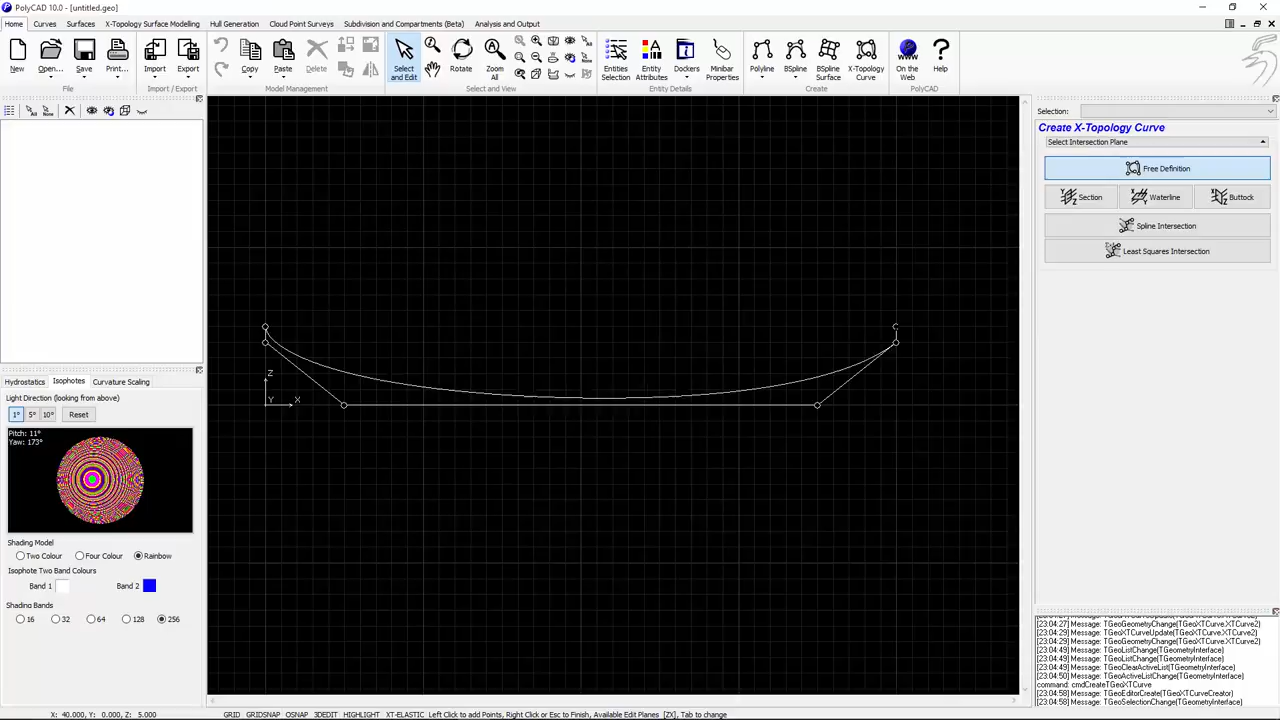 PolyCAD 10.0 - [untitled.geo]
Home Curves Surfaces X-Topology Surface Modelling Hull Generation Cloud Point Surveys Subdivision and Compartments (Beta) Analysis and Output
New Open... Save Print... Import Export Copy Paste Delete Select and Edit Rotate Zoom All Entities Selection Entity Attributes Dockers Minibar Properties Polyline BSpline BSpline Surface X-Topology Curve On the Web Help
File Import / Export Model Management Select and View Entity Details Create PolyCAD
Selection:
Create X-Topology Curve
Select Intersection Plane
Free Definition
Section Waterline Buttock
Spline Intersection
Least Squares Intersection
Z
Y X
Hydrostatics Isophotes Curvature Scaling
Light Direction (looking from above)
1° 5° 10° Reset
Pitch: 11°
Yaw: 173°
Shading Model
Two Colour Four Colour Rainbow
Isophote Two Band Colours
Band 1 Band 2
Shading Bands
16 32 64 128 256
[23:04:27] Message: TGeoGeometryChange(TGeoXTCurve.XTCurve2)
[23:04:29] Message: TGeoXTCurveUpdate(TGeoXTCurve.XTCurve2)
[23:04:29] Message: TGeoGeometryChange(TGeoXTCurve.XTCurve2)
[23:04:49] Message: TGeoListChange(TGeometryInterface)
[23:04:49] Message: TGeoListChange(TGeometryInterface)
[23:04:49] Message: TGeoClearActiveList(TGeometryInterface)
[23:04:50] Message: TGeoActiveListChange(TGeometryInterface)
command: cmdCreateTGeoXTCurve
[23:04:58] Message: TGeoEditorCreate(TGeoXTCurveCreator)
[23:04:58] Message: TGeoSelectionChange(TGeometryInterface)
X: 40.000, Y: 0.000, Z: 5.000 GRID GRIDSNAP OSNAP 3DEDIT HIGHLIGHT XT-ELASTIC Left Click to add Points, Right Click or Esc to Finish, Available Edit Planes [ZX], Tab to change